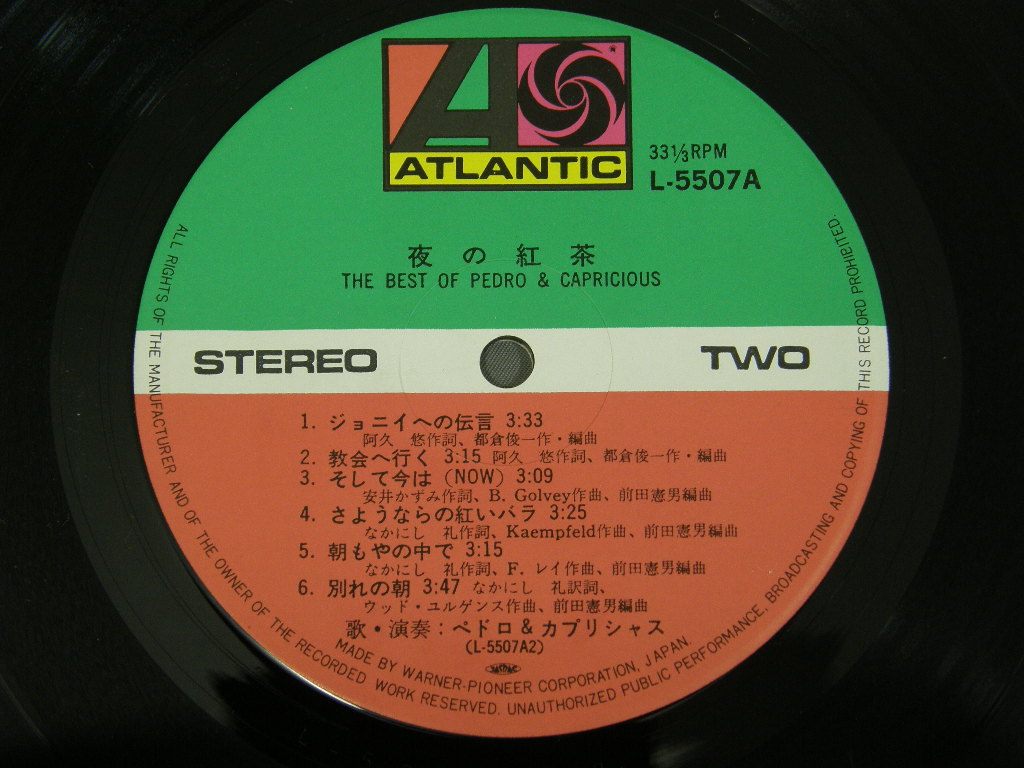 ATLANTIC
33⅓RPM
L-5507A
夜の紅茶
THE BEST OF PEDRO & CAPRICIOUS
STEREO
TWO
1. ジョニイへの伝言 3:33
阿久 悠作詞、都倉俊一作・編曲
2. 教会へ行く 3:15 阿久 悠作詞、都倉俊一作・編曲
3. そして今は (NOW) 3:09
安井かずみ作詞、B. Golvey作曲、前田憲男編曲
4. さようならの紅いバラ 3:25
なかにし 礼作詞、Kaempfeld作曲、前田憲男編曲
5. 朝もやの中で 3:15
なかにし 礼作詞、F. レイ作曲、前田憲男編曲
6. 別れの朝 3:47 なかにし 礼訳詞、
ウッド・ユルゲンス作曲、前田憲男編曲
歌・演奏：ペドロ & カプリシャス
(L-5507A2)
MADE BY WARNER-PIONEER CORPORATION, JAPAN.
ALL RIGHTS OF THE MANUFACTURER AND OF THE OWNER OF THE RECORDED WORK RESERVED. UNAUTHORIZED PUBLIC PERFORMANCE, BROADCASTING AND COPYING OF THIS RECORD PROHIBITED.